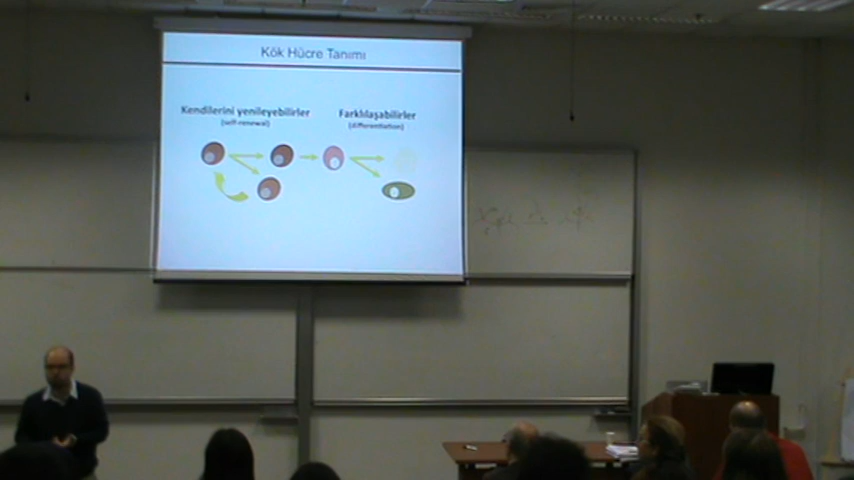 Kök Hücre Tanımı
Kendilerini yenileyebilirler
(self-renewal)
Farklılaşabilirler
(differentiation)